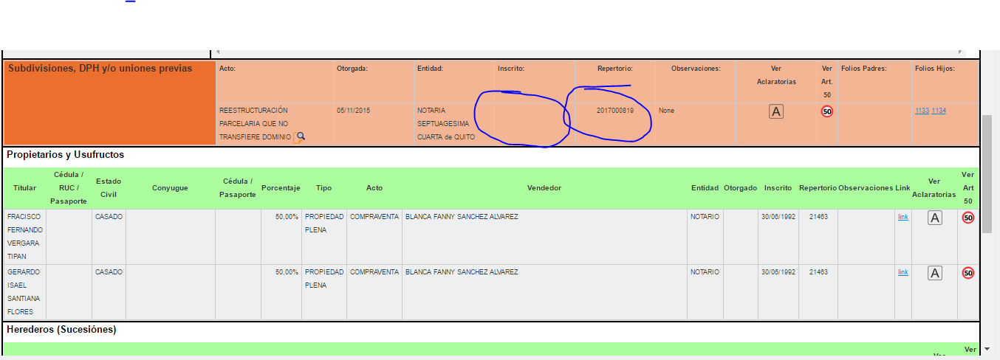 Subdivisiones, DPH y/o uniones previas
Acto: Otorgada: Entidad: Inscrito: Repertorio: Observaciones: Ver Aclaratorias Ver Art. 50 Folios Padres: Folios Hijos:
REESTRUCTURACIÓN PARCELARIA QUE NO TRANSFIERE DOMINIO 05/11/2015 NOTARIA SEPTUAGESIMA CUARTA de QUITO 2017000819 None A 50 1133 1134
Propietarios y Usufructos
Titular Cédula / RUC / Pasaporte Estado Civil Conyugue Cédula / Pasaporte Porcentaje Tipo Acto Vendedor Entidad Otorgado Inscrito Repertorio Observaciones Link Ver Aclaratorias Ver Art 50
FRACISCO FERNANDO VERGARA TIPAN CASADO 50,00% PROPIEDAD PLENA COMPRAVENTA BLANCA FANNY SANCHEZ ALVAREZ NOTARIO 30/06/1992 21463 link A 50
GERARDO ISAEL SANTIANA FLORES CASADO 50,00% PROPIEDAD PLENA COMPRAVENTA BLANCA FANNY SANCHEZ ALVAREZ NOTARIO 30/06/1992 21463 link A 50
Herederos (Sucesiónes)
Ver